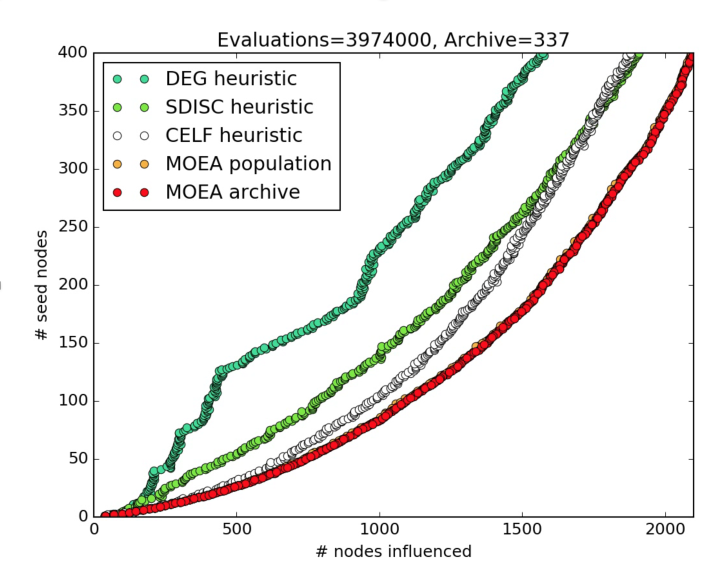 Evaluations=3974000, Archive=337
400
350
300
250
200
150
100
50
0
# seed nodes
DEG heuristic
SDISC heuristic
CELF heuristic
MOEA population
MOEA archive
0 500 1000 1500 2000
# nodes influenced